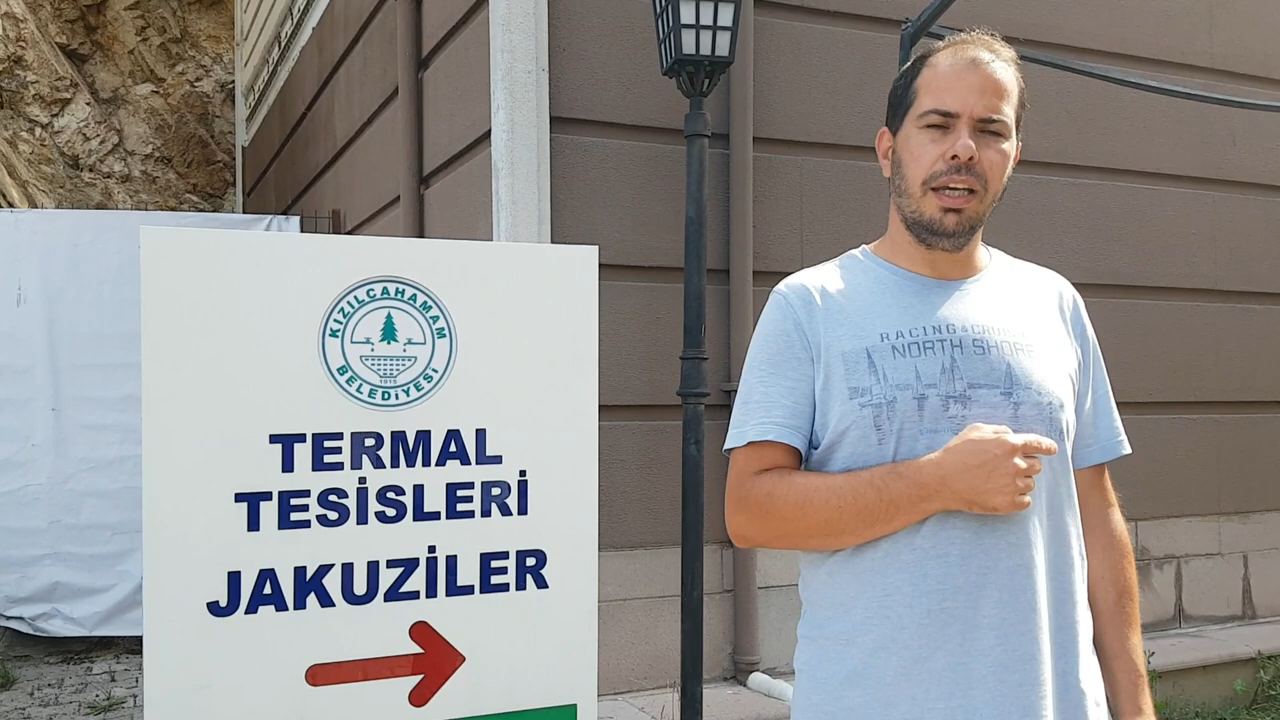 KIZILCAHAMAM
BELEDİYESİ
1915
TERMAL
TESİSLERİ
JAKUZİLER
RACING & CRUISE
NORTH SHORE